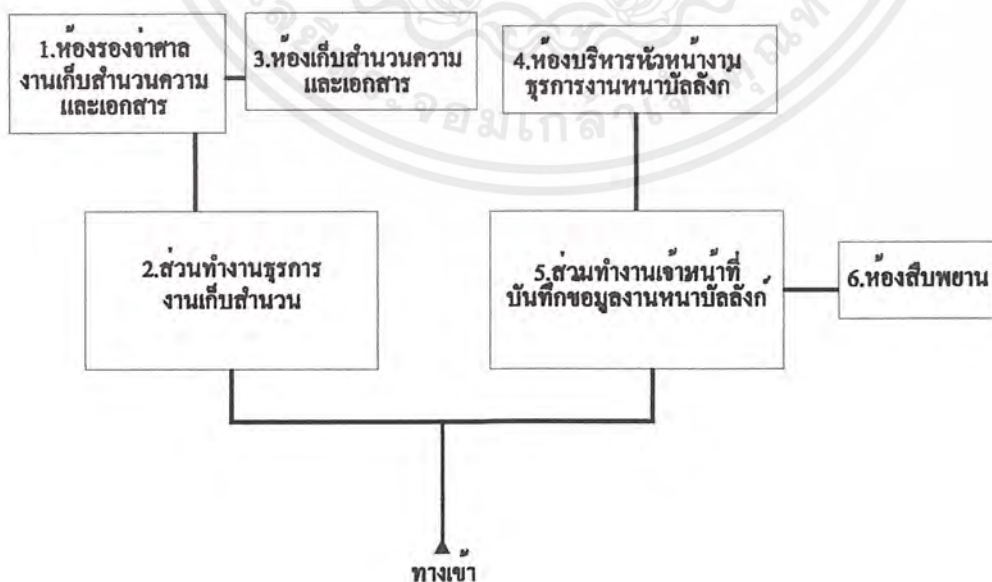 1.ห้องรองจ่าศาล
งานเก็บสำนวนความ
และเอกสาร
3.ห้องเก็บสำนวนความ
และเอกสาร
4.ห้องบริหารหัวหน้างาน
ธุรการงานหนาบัลลังก์
2.ส่วนทำงานธุรการ
งานเก็บสำนวน
5.ส่วมทำงานเจ้าหน้าที่
บันทึกขอมูลงานหนาบัลลังก์
6.ห้องสืบพยาน
ทางเข้า